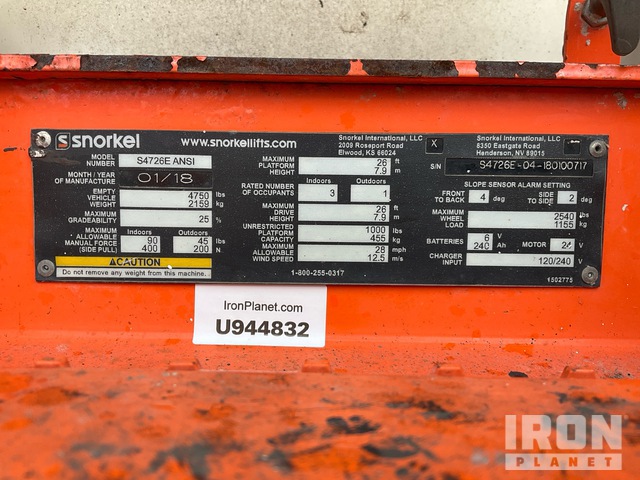 snorkel
www.snorkellifts.com
Snorkel International, LLC
2009 Roseport Road
Elwood, KS 66024
X
Snorkel International, LLC
8350 Eastgate Road
Henderson, NV 89015
MODEL NUMBER S4726E ANSI
MONTH / YEAR OF MANUFACTURE 01/18
EMPTY VEHICLE WEIGHT 4750 lbs 2159 kg
MAXIMUM GRADEABILITY 25 %
Indoors Outdoors
MAXIMUM ALLOWABLE MANUAL FORCE (SIDE PULL) 90 45 lbs
400 200 N
⚠CAUTION
Do not remove any weight from this machine.
MAXIMUM PLATFORM HEIGHT 26 ft 7.9 m
Indoors Outdoors
RATED NUMBER OF OCCUPANTS 3 1
Indoors Outdoors
MAXIMUM DRIVE HEIGHT 26 ft 7.9 m
UNRESTRICTED PLATFORM CAPACITY 1000 lbs 455 kg
MAXIMUM ALLOWABLE WIND SPEED 28 mph 12.5 m/s
1-800-255-0317
S/N S4726E-04-180100717
SLOPE SENSOR ALARM SETTING
FRONT TO BACK 4 deg SIDE TO SIDE 2 deg
MAXIMUM WHEEL LOAD 2540 lbs 1155 kg
BATTERIES 6 V 240 Ah MOTOR 24 V
CHARGER INPUT 120/240 V
1502775
IronPlanet.com
U944832
IRON
PLANET